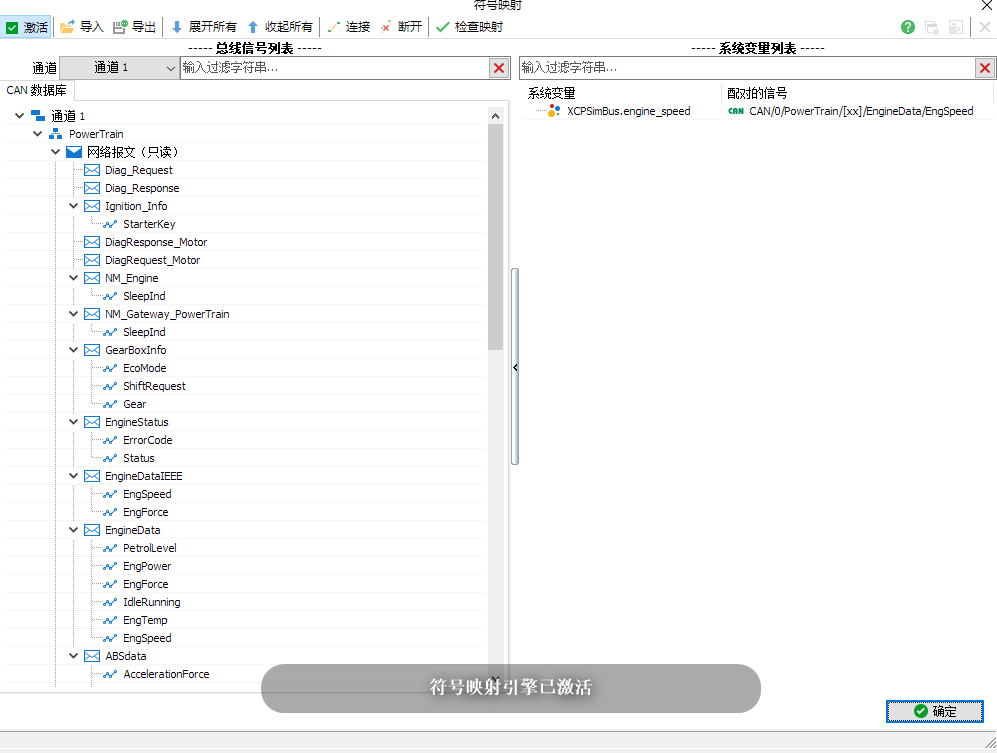 符号映射
激活 导入 导出 展开所有 收起所有 连接 断开 检查映射
----- 总线信号列表 -----
----- 系统变量列表 -----
通道 通道 1 输入过滤字符串...
输入过滤字符串...
CAN 数据库
系统变量 配对的信号
XCPSimBus.engine_speed CAN CAN/0/PowerTrain/[xx]/EngineData/EngSpeed
通道 1
PowerTrain
网络报文（只读）
Diag_Request
Diag_Response
Ignition_Info
StarterKey
DiagResponse_Motor
DiagRequest_Motor
NM_Engine
SleepInd
NM_Gateway_PowerTrain
SleepInd
GearBoxInfo
EcoMode
ShiftRequest
Gear
EngineStatus
ErrorCode
Status
EngineDataIEEE
EngSpeed
EngForce
EngineData
PetrolLevel
EngPower
EngForce
IdleRunning
EngTemp
EngSpeed
ABSdata
AccelerationForce
符号映射引擎已激活
确定